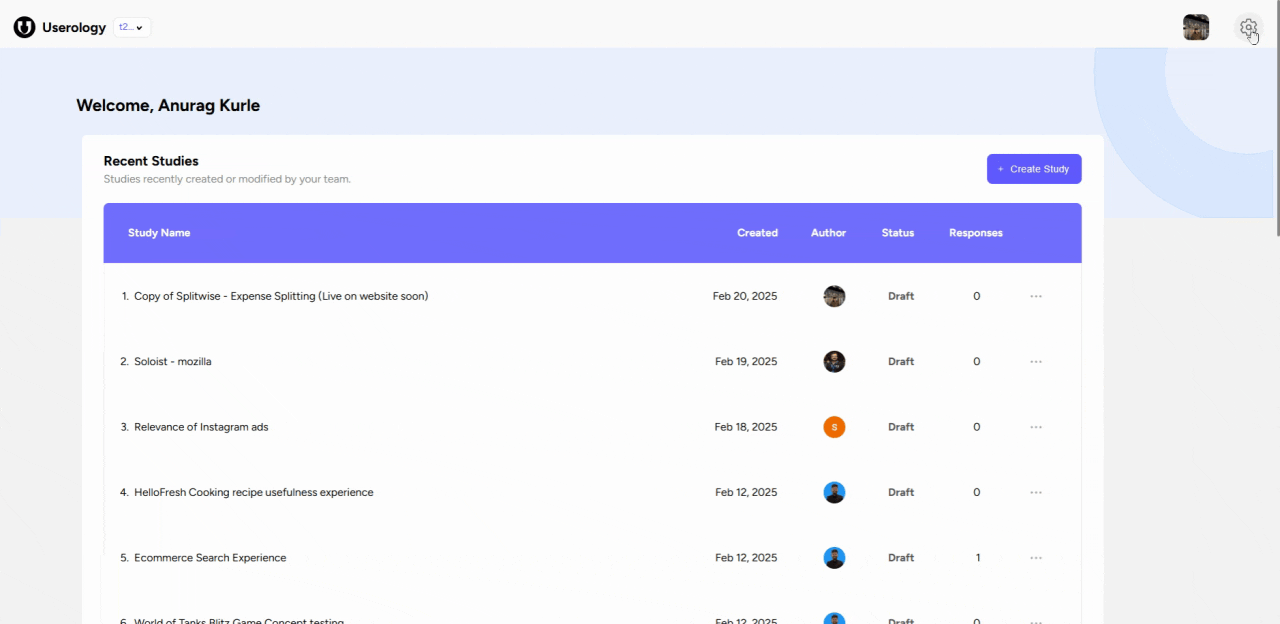 Userology t2...
Welcome, Anurag Kurle
Recent Studies
Studies recently created or modified by your team.
+ Create Study
Study Name Created Author Status Responses
1. Copy of Splitwise - Expense Splitting (Live on website soon) Feb 20, 2025 Draft 0 ...
2. Soloist - mozilla Feb 19, 2025 Draft 0 ...
3. Relevance of Instagram ads Feb 18, 2025 S Draft 0 ...
4. HelloFresh Cooking recipe usefulness experience Feb 12, 2025 Draft 0 ...
5. Ecommerce Search Experience Feb 12, 2025 Draft 1 ...
6. World of Tanks Blitz Game Concept testing Feb 12, 2025 Draft 0 ...